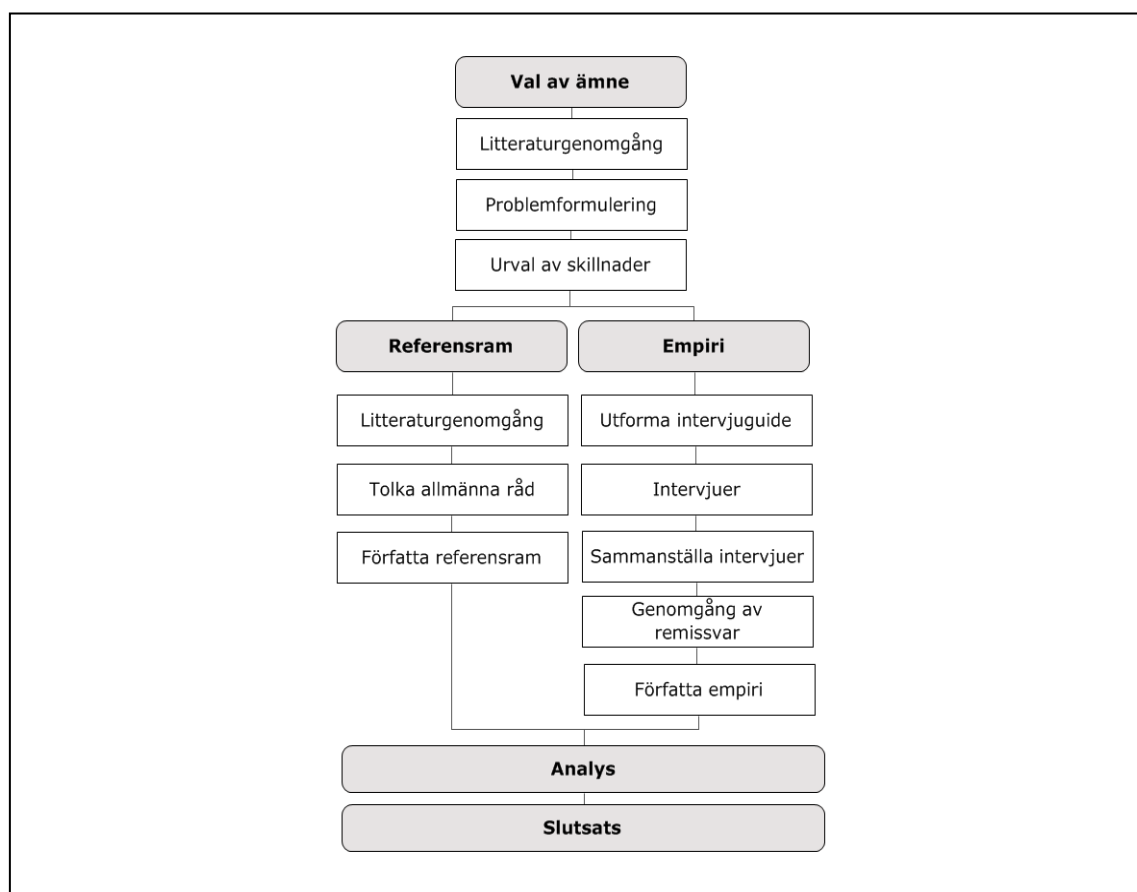 Val av ämne
Litteraturgenomgång
Problemformulering
Urval av skillnader
Referensram
Litteraturgenomgång
Tolka allmänna råd
Författa referensram
Empiri
Utforma intervjuguide
Intervjuer
Sammanställa intervjuer
Genomgång av
remissvar
Författa empiri
Analys
Slutsats